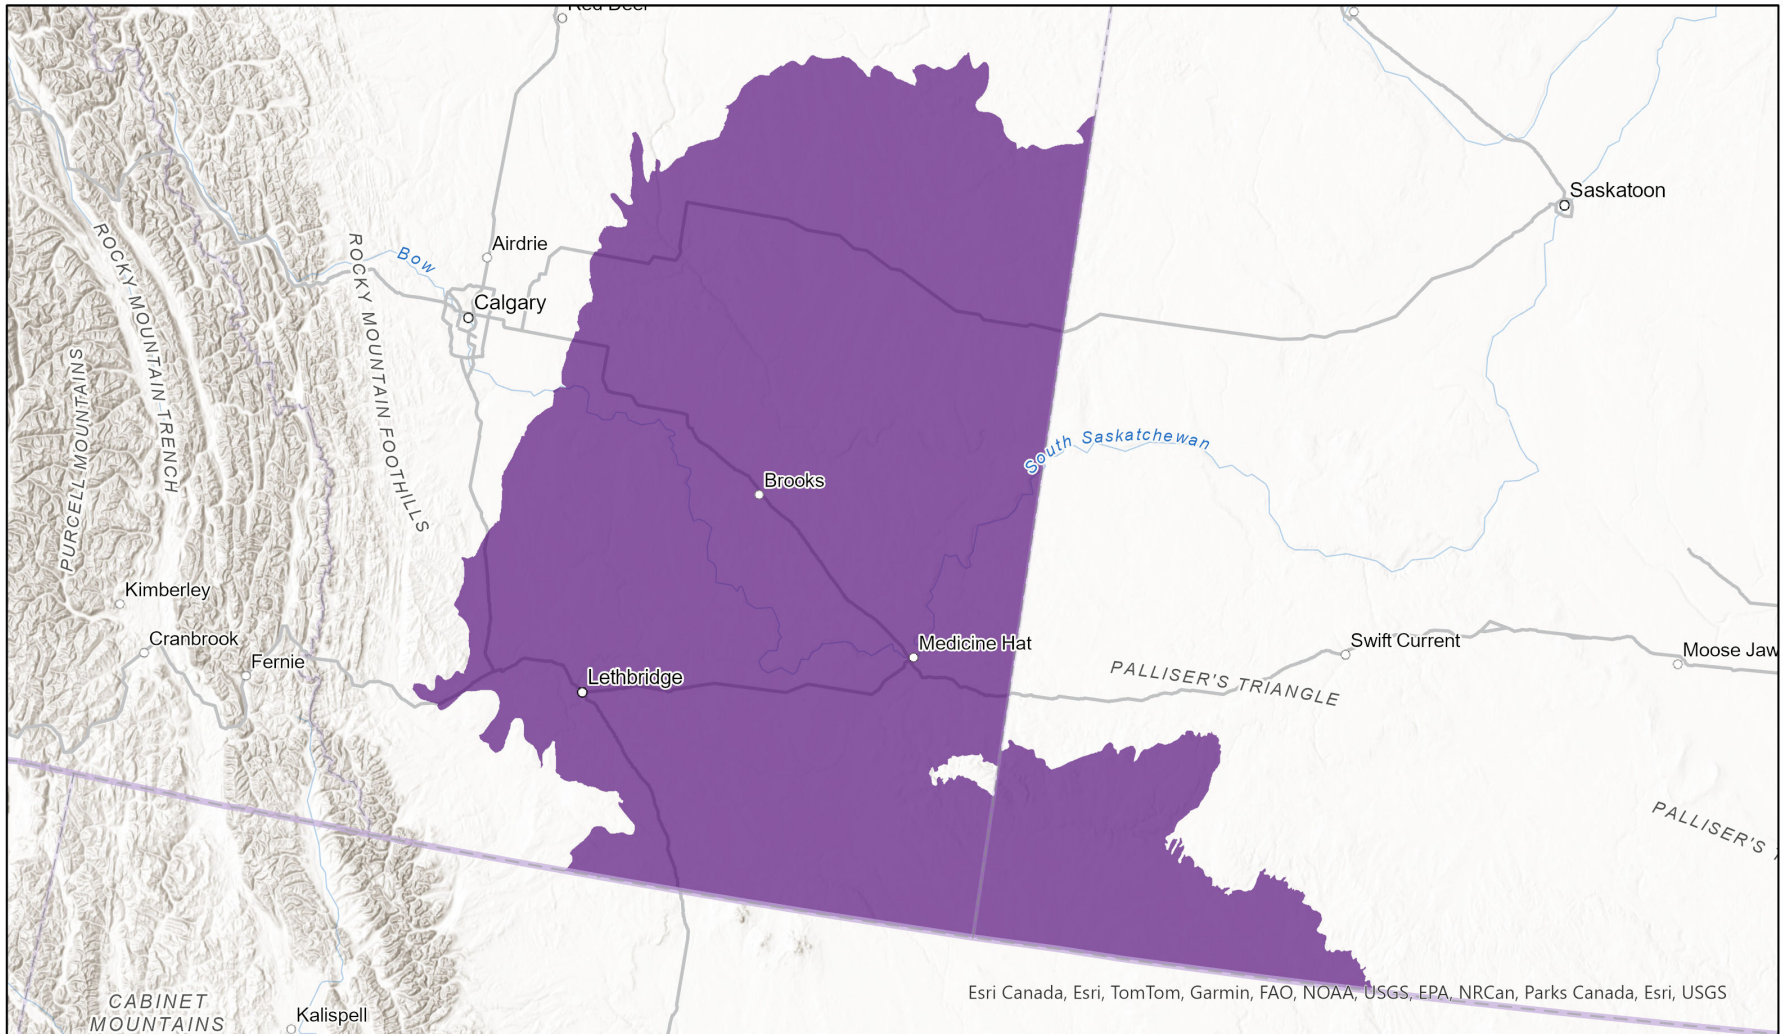 Red Deer
Saskatoon
Airdrie
Bow
Calgary
ROCKY MOUNTAIN TRENCH
ROCKY MOUNTAIN FOOTHILLS
PURCELL MOUNTAINS
South Saskatchewan
Brooks
Kimberley
Cranbrook
Fernie
Medicine Hat
Swift Current
Moose Jaw
Lethbridge
PALLISER'S TRIANGLE
PALLISER'S
CABINET
MOUNTAINS
Kalispell
Esri Canada, Esri, TomTom, Garmin, FAO, NOAA, USGS, EPA, NRCan, Parks Canada, Esri, USGS